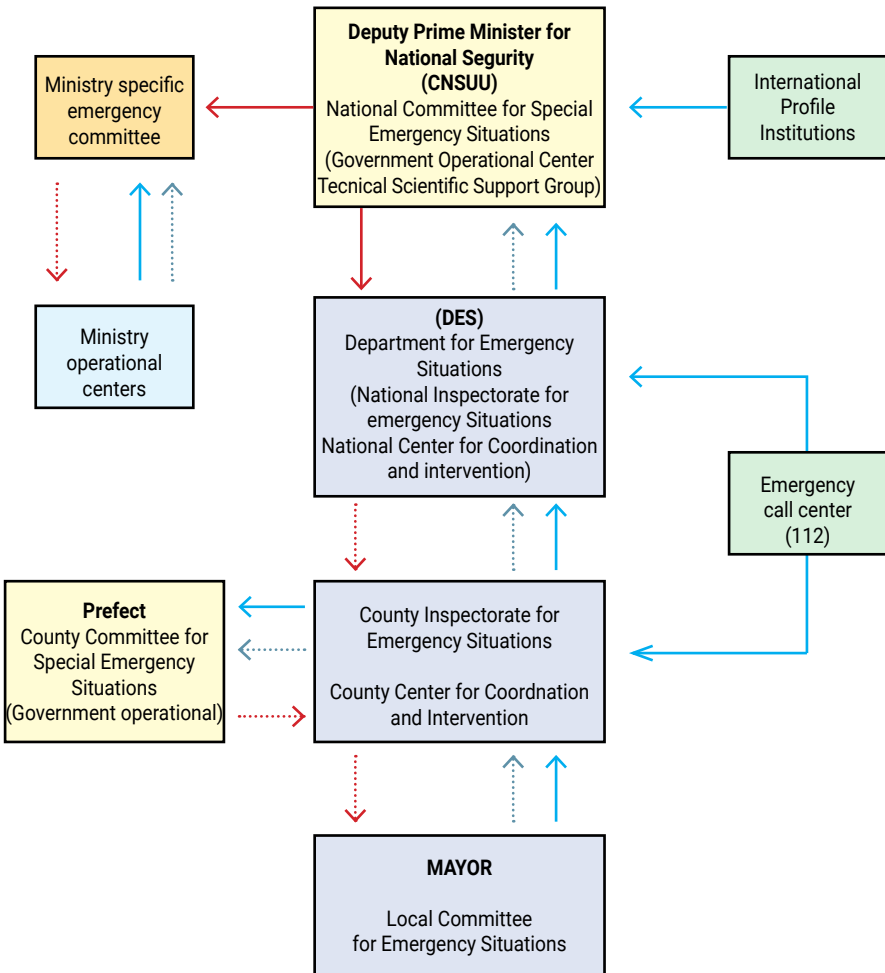 Deputy Prime Minister for
National Segurity
(CNSUU)
National Committee for Special
Emergency Situations
(Government Operational Center
Tecnical Scientific Support Group)
Ministry specific
emergency
committee
International
Profile
Institutions
Ministry
operational
centers
(DES)
Department for Emergency
Situations
(National Inspectorate for
emergency Situations
National Center for Coordination
and intervention)
Emergency
call center
(112)
Prefect
County Committee for
Special Emergency
Situations
(Government operational)
County Inspectorate for
Emergency Situations
County Center for Coordnation
and Intervention
MAYOR
Local Committee
for Emergency Situations